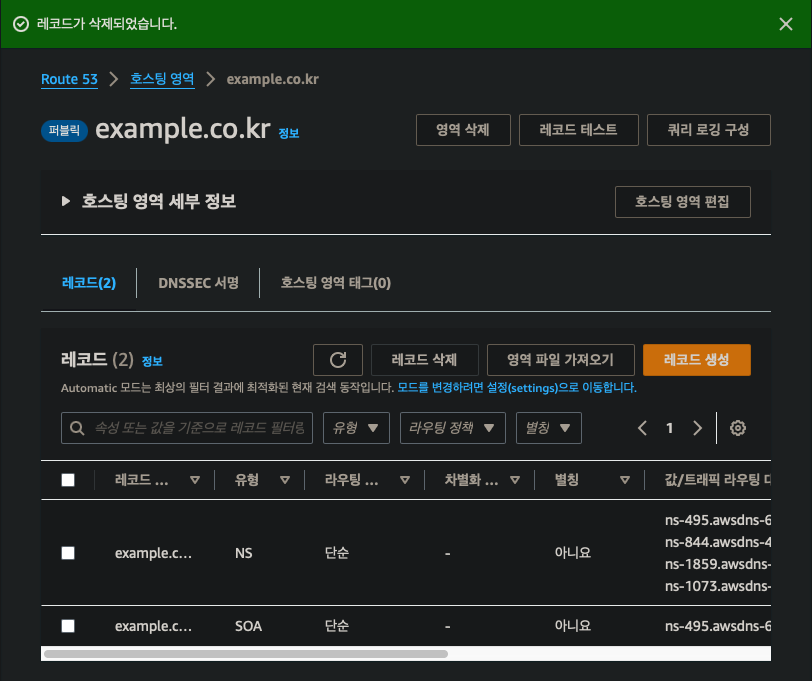 레코드가 삭제되었습니다.
Route 53 호스팅 영역 example.co.kr
퍼블릭 example.co.kr 정보
영역 삭제 레코드 테스트 쿼리 로깅 구성
호스팅 영역 세부 정보 호스팅 영역 편집
레코드(2) DNSSEC 서명 호스팅 영역 태그(0)
레코드 (2) 정보 레코드 삭제 영역 파일 가져오기 레코드 생성
Automatic 모드는 최상의 필터 결과에 최적화된 현재 검색 동작입니다. 모드를 변경하려면 설정(settings)으로 이동합니다.
속성 또는 값을 기준으로 레코드 필터링 유형 라우팅 정책 별칭 1
레코드 ... 유형 라우팅 ... 차별화 ... 별칭 값/트래픽 라우팅 대
ns-495.awsdns-6
ns-844.awsdns-4
example.c... NS 단순 - 아니요
ns-1859.awsdns-
ns-1073.awsdns-
example.c... SOA 단순 - 아니요 ns-495.awsdns-6